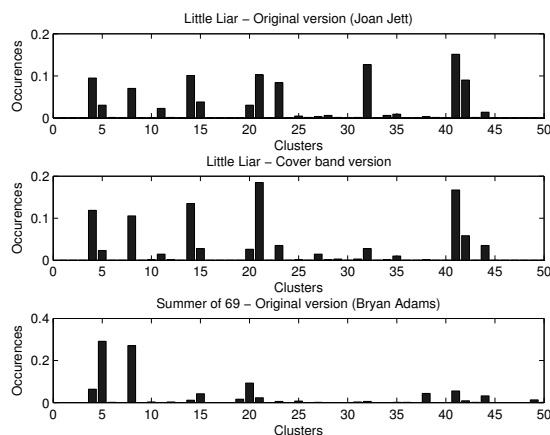 Little Liar − Original version (Joan Jett)
0.2
0.1
0
Occurences
0 5 10 15 20 25 30 35 40 45 50
Clusters
Little Liar − Cover band version
0.2
0.1
0
Occurences
0 5 10 15 20 25 30 35 40 45 50
Clusters
Summer of 69 − Original version (Bryan Adams)
0.4
0.2
0
Occurences
0 5 10 15 20 25 30 35 40 45 50
Clusters